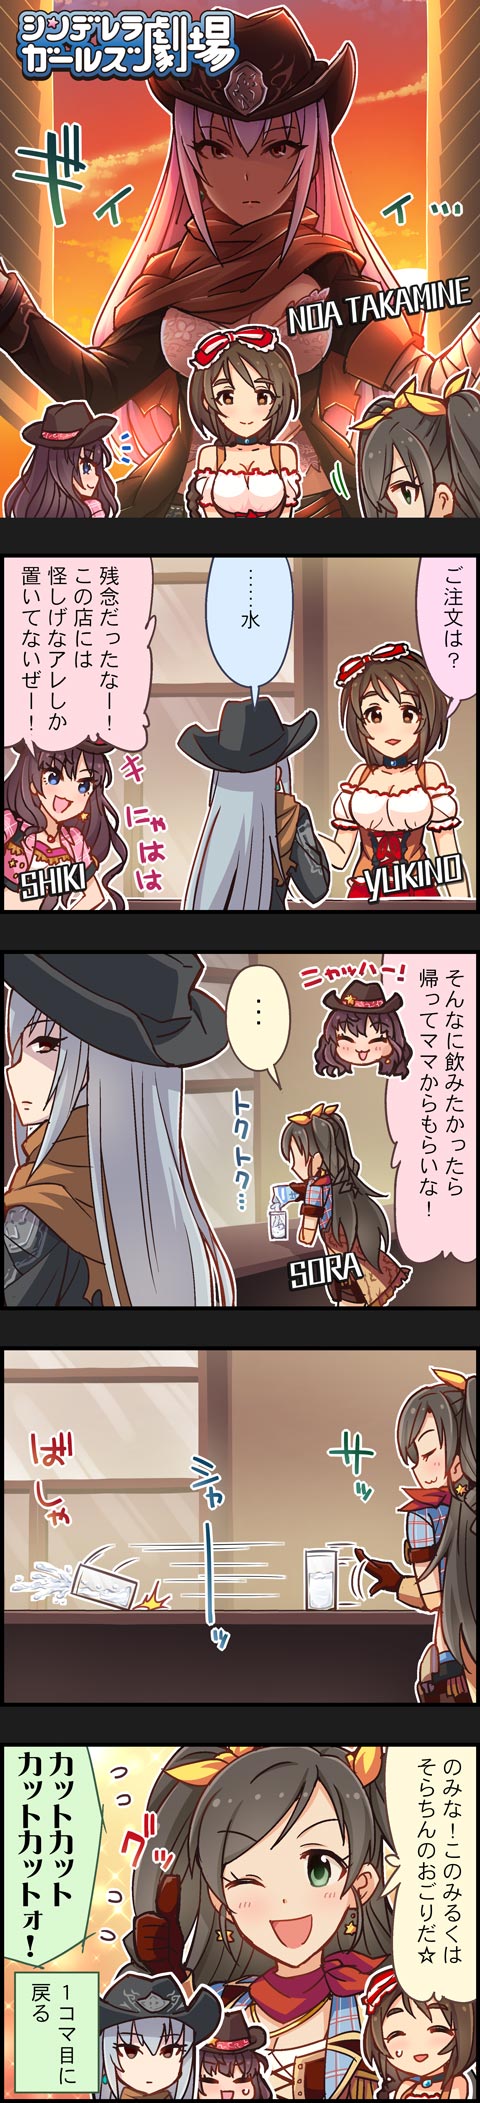 シンデレラ
ガールズ劇場
ギィ
ィ…
NOA TAKAMINE
ご注文は？
……水
残念だったなー！
この店には
怪しげなアレしか
置いてないぜー！
にゃはは
SHIKI
YUKINO
そんなに飲みたかったら
帰ってママからもらいな！
ニャッハー！
…
トクトク…
SORA
サッ
シャーッ
ばしゃ
のみな！このみるくは
そらちんのおごりだ☆
グッ
カットカット
カットカットォ！
1コマ目に
戻る